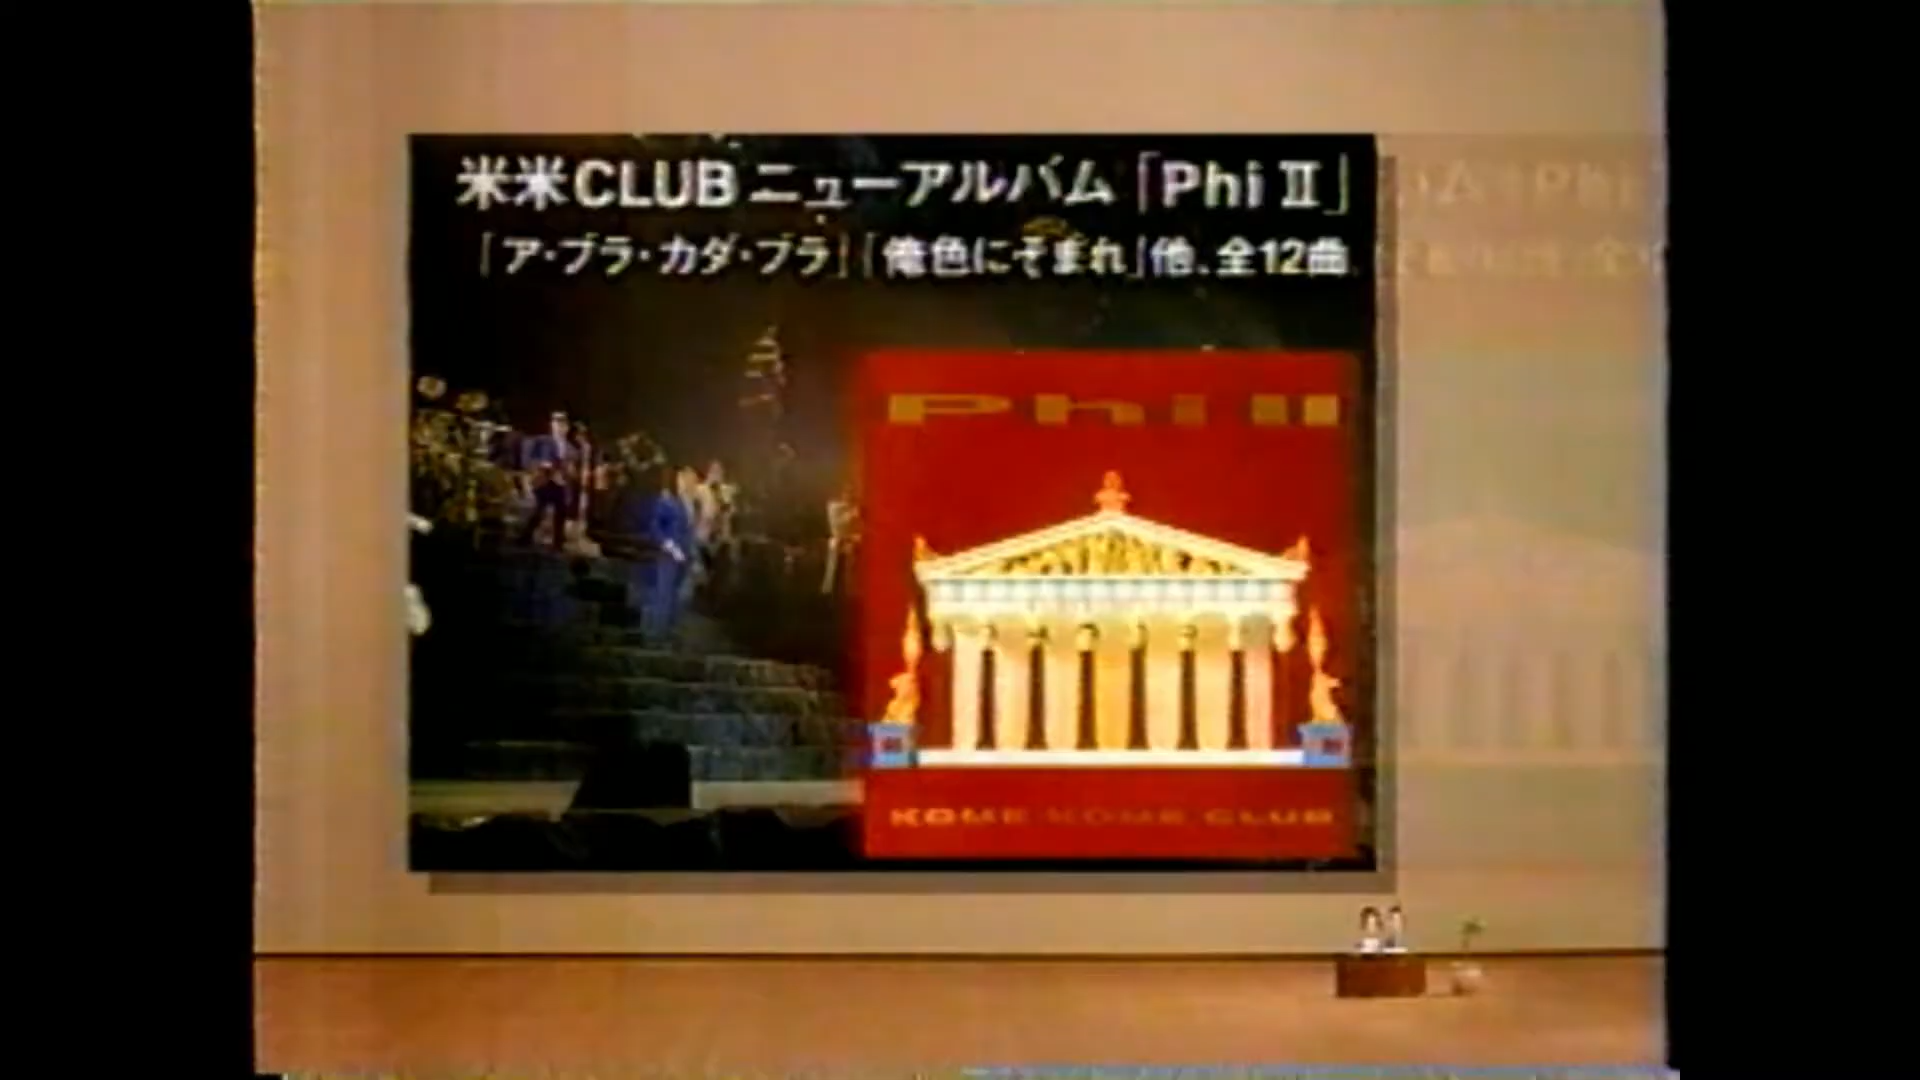 米米CLUB ニューアルバム「Phi II」
「ア・ブラ・カダ・ブラ」「俺色にそまれ」他、全12曲
Phi II
KOME KOME CLUB